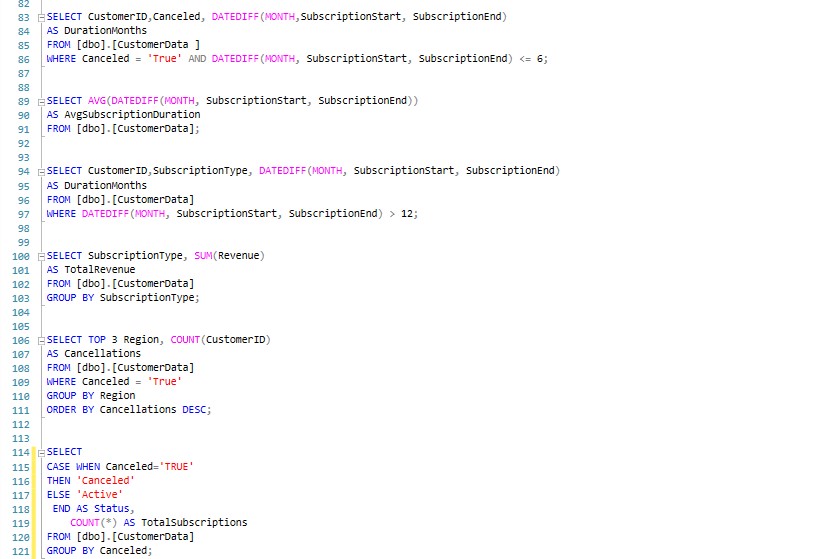 82
83 SELECT CustomerID,Canceled, DATEDIFF(MONTH,SubscriptionStart, SubscriptionEnd)
84 AS DurationMonths
85 FROM [dbo].[CustomerData ]
86 WHERE Canceled = 'True' AND DATEDIFF(MONTH, SubscriptionStart, SubscriptionEnd) <= 6;
87
88
89 SELECT AVG(DATEDIFF(MONTH, SubscriptionStart, SubscriptionEnd))
90 AS AvgSubscriptionDuration
91 FROM [dbo].[CustomerData];
92
93
94 SELECT CustomerID,SubscriptionType, DATEDIFF(MONTH, SubscriptionStart, SubscriptionEnd)
95 AS DurationMonths
96 FROM [dbo].[CustomerData]
97 WHERE DATEDIFF(MONTH, SubscriptionStart, SubscriptionEnd) > 12;
98
99
100 SELECT SubscriptionType, SUM(Revenue)
101 AS TotalRevenue
102 FROM [dbo].[CustomerData]
103 GROUP BY SubscriptionType;
104
105
106 SELECT TOP 3 Region, COUNT(CustomerID)
107 AS Cancellations
108 FROM [dbo].[CustomerData]
109 WHERE Canceled = 'True'
110 GROUP BY Region
111 ORDER BY Cancellations DESC;
112
113
114 SELECT
115 CASE WHEN Canceled='TRUE'
116 THEN 'Canceled'
117 ELSE 'Active'
118 END AS Status,
119 COUNT(*) AS TotalSubscriptions
120 FROM [dbo].[CustomerData]
121 GROUP BY Canceled;